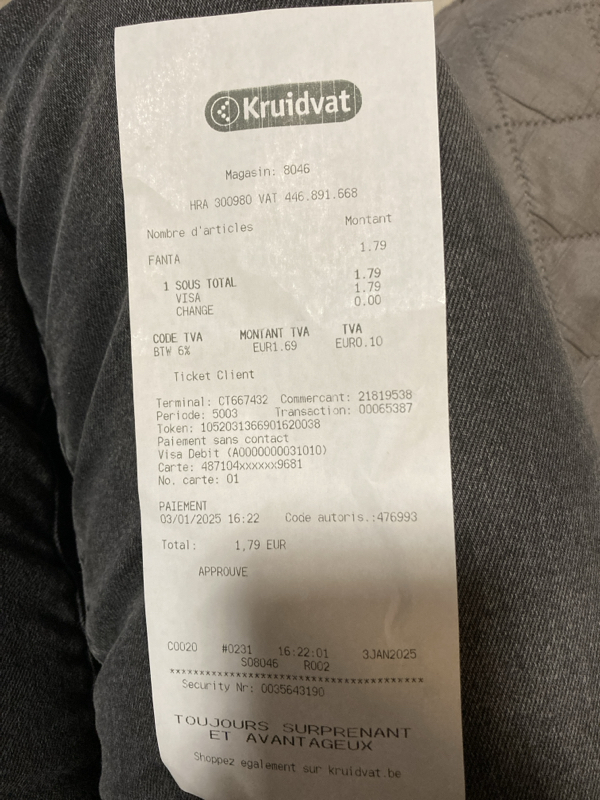 Kruidvat
Magasin: 8046
HRA 300980 VAT 446.891.668
Nombre d'articles Montant
FANTA 1.79
1 SOUS TOTAL 1.79
VISA 1.79
CHANGE 0.00
CODE TVA MONTANT TVA TVA
BTW 6% EUR1.69 EUR0.10
Ticket Client
Terminal: CT667432 Commercant: 21819538
Periode: 5003 Transaction: 00065387
Token: 1052031366901620038
Paiement sans contact
Visa Debit (A0000000031010)
Carte: 487104xxxxxx9681
No. carte: 01
PAIEMENT
03/01/2025 16:22 Code autoris.:476993
Total: 1,79 EUR
APPROUVE
C0020 #0231 16:22:01 3JAN2025
S08046 R002
****************************************
Security Nr: 0035643190
TOUJOURS SURPRENANT
ET AVANTAGEUX
Shoppez egalement sur kruidvat.be